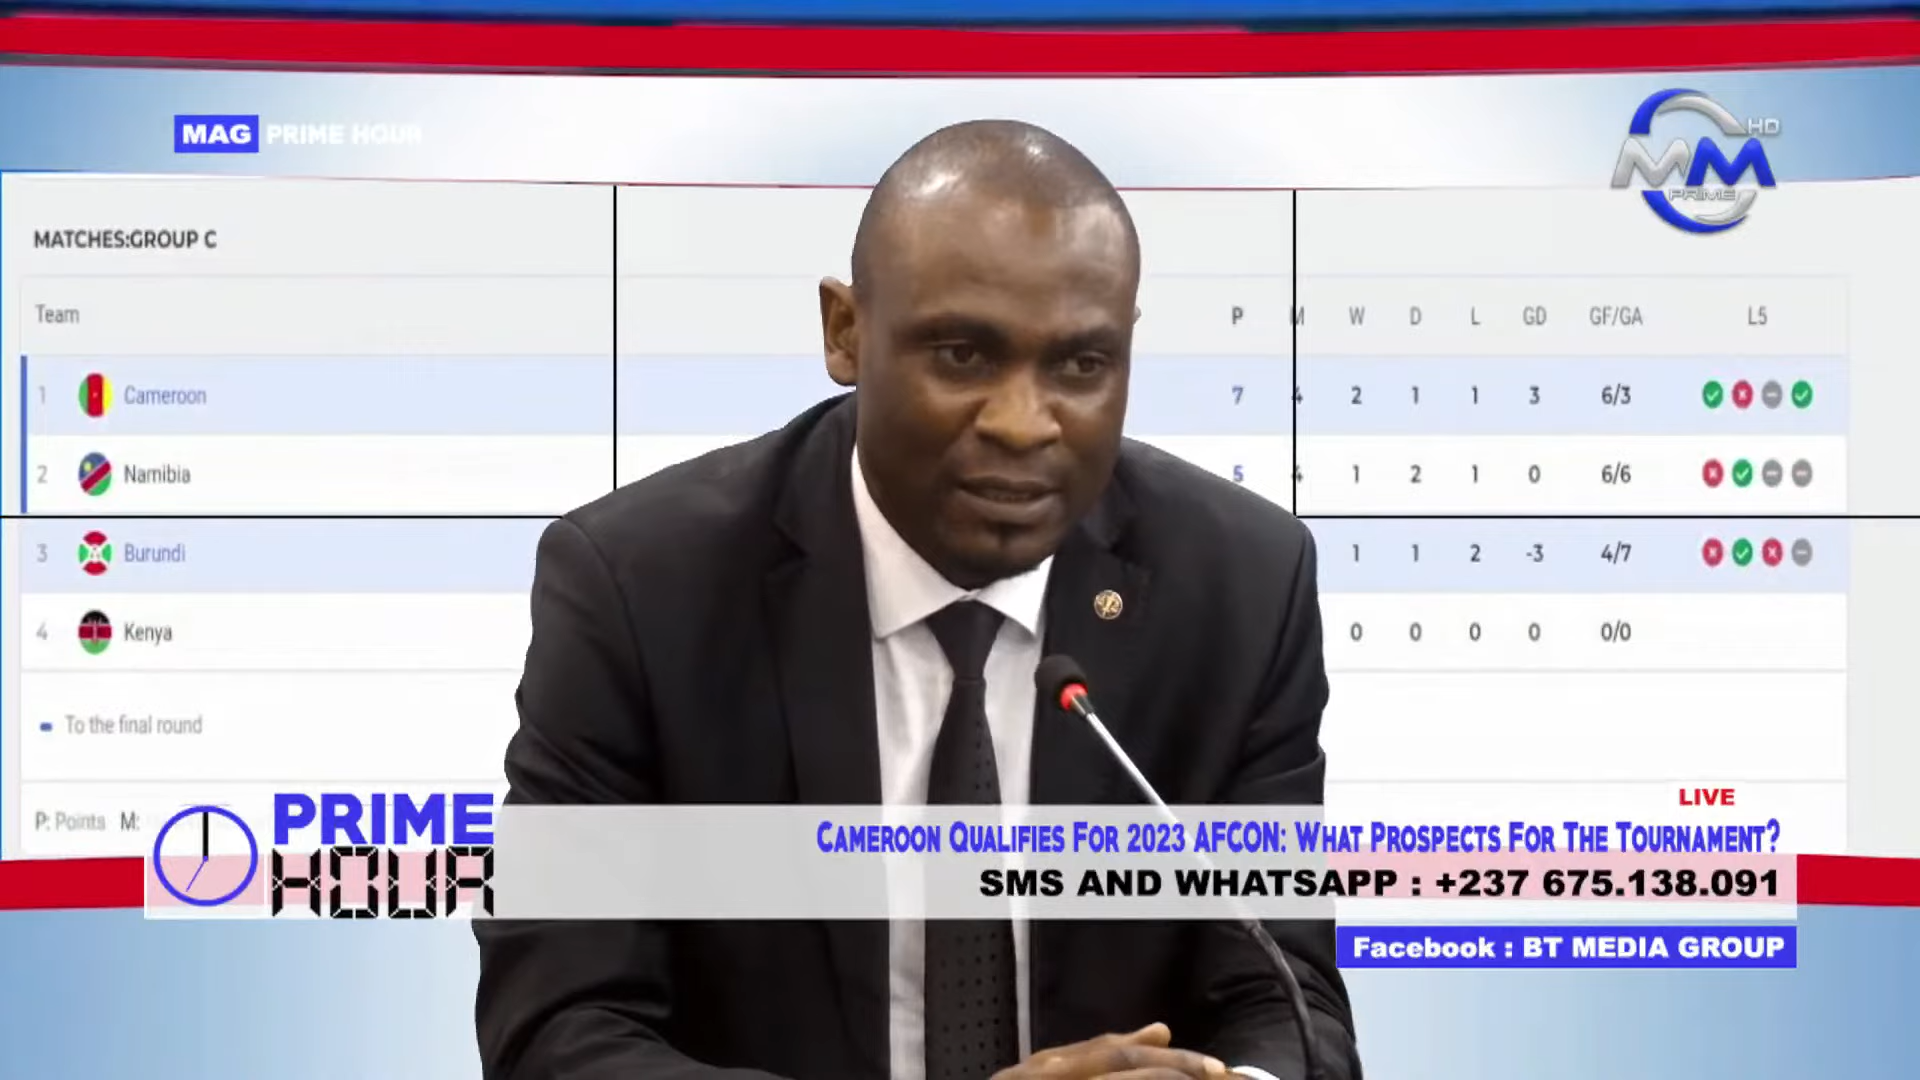 MAG PRIME HOUR
MM HD
PRIME
MATCHES:GROUP C
Team P M W D L GD GF/GA L5
1 Cameroon 7 4 2 1 1 3 6/3
2 Namibia 5 4 1 2 1 0 6/6
3 Burundi 1 1 2 -3 4/7
4 Kenya 0 0 0 0 0/0
To the final round
P: Points M:
PRIME
HOUR
LIVE
CAMEROON QUALIFIES FOR 2023 AFCON: WHAT PROSPECTS FOR THE TOURNAMENT?
SMS AND WHATSAPP : +237 675.138.091
Facebook : BT MEDIA GROUP